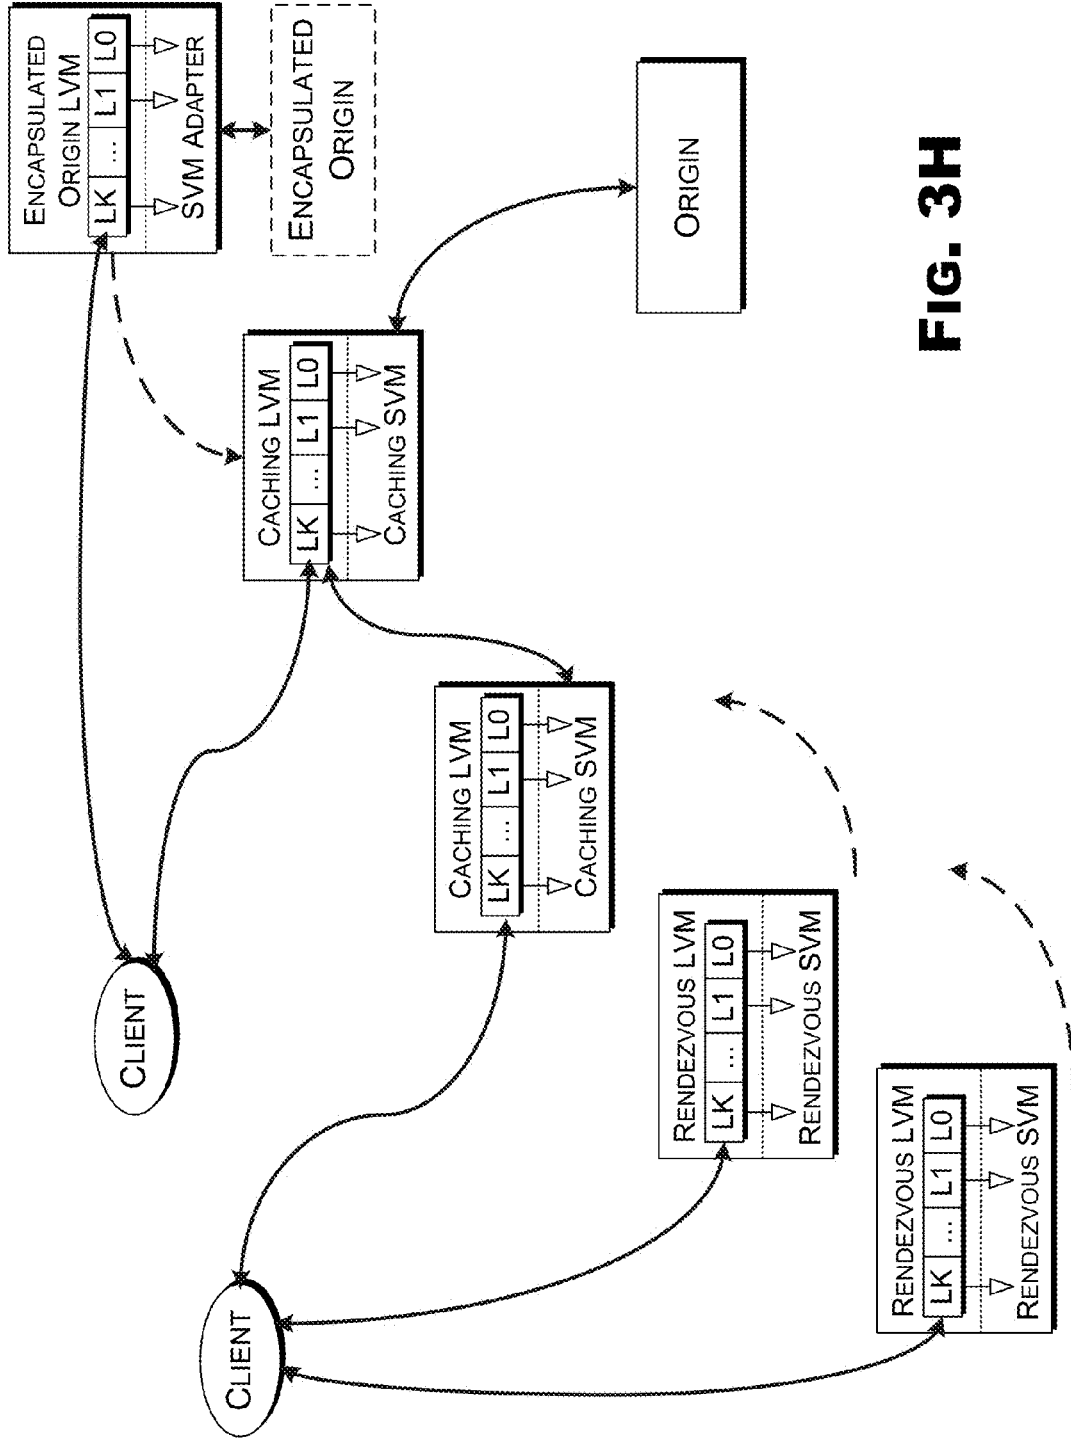 CLIENT
RENDEZVOUS LVM
LK ... L1 L0
RENDEZVOUS SVM
RENDEZVOUS LVM
LK ... L1 L0
RENDEZVOUS SVM
CLIENT
CACHING LVM
LK ... L1 L0
CACHING SVM
CACHING LVM
LK ... L1 L0
CACHING SVM
ENCAPSULATED
ORIGIN LVM
LK ... L1 L0
SVM ADAPTER
ENCAPSULATED
ORIGIN
ORIGIN
FIG. 3H